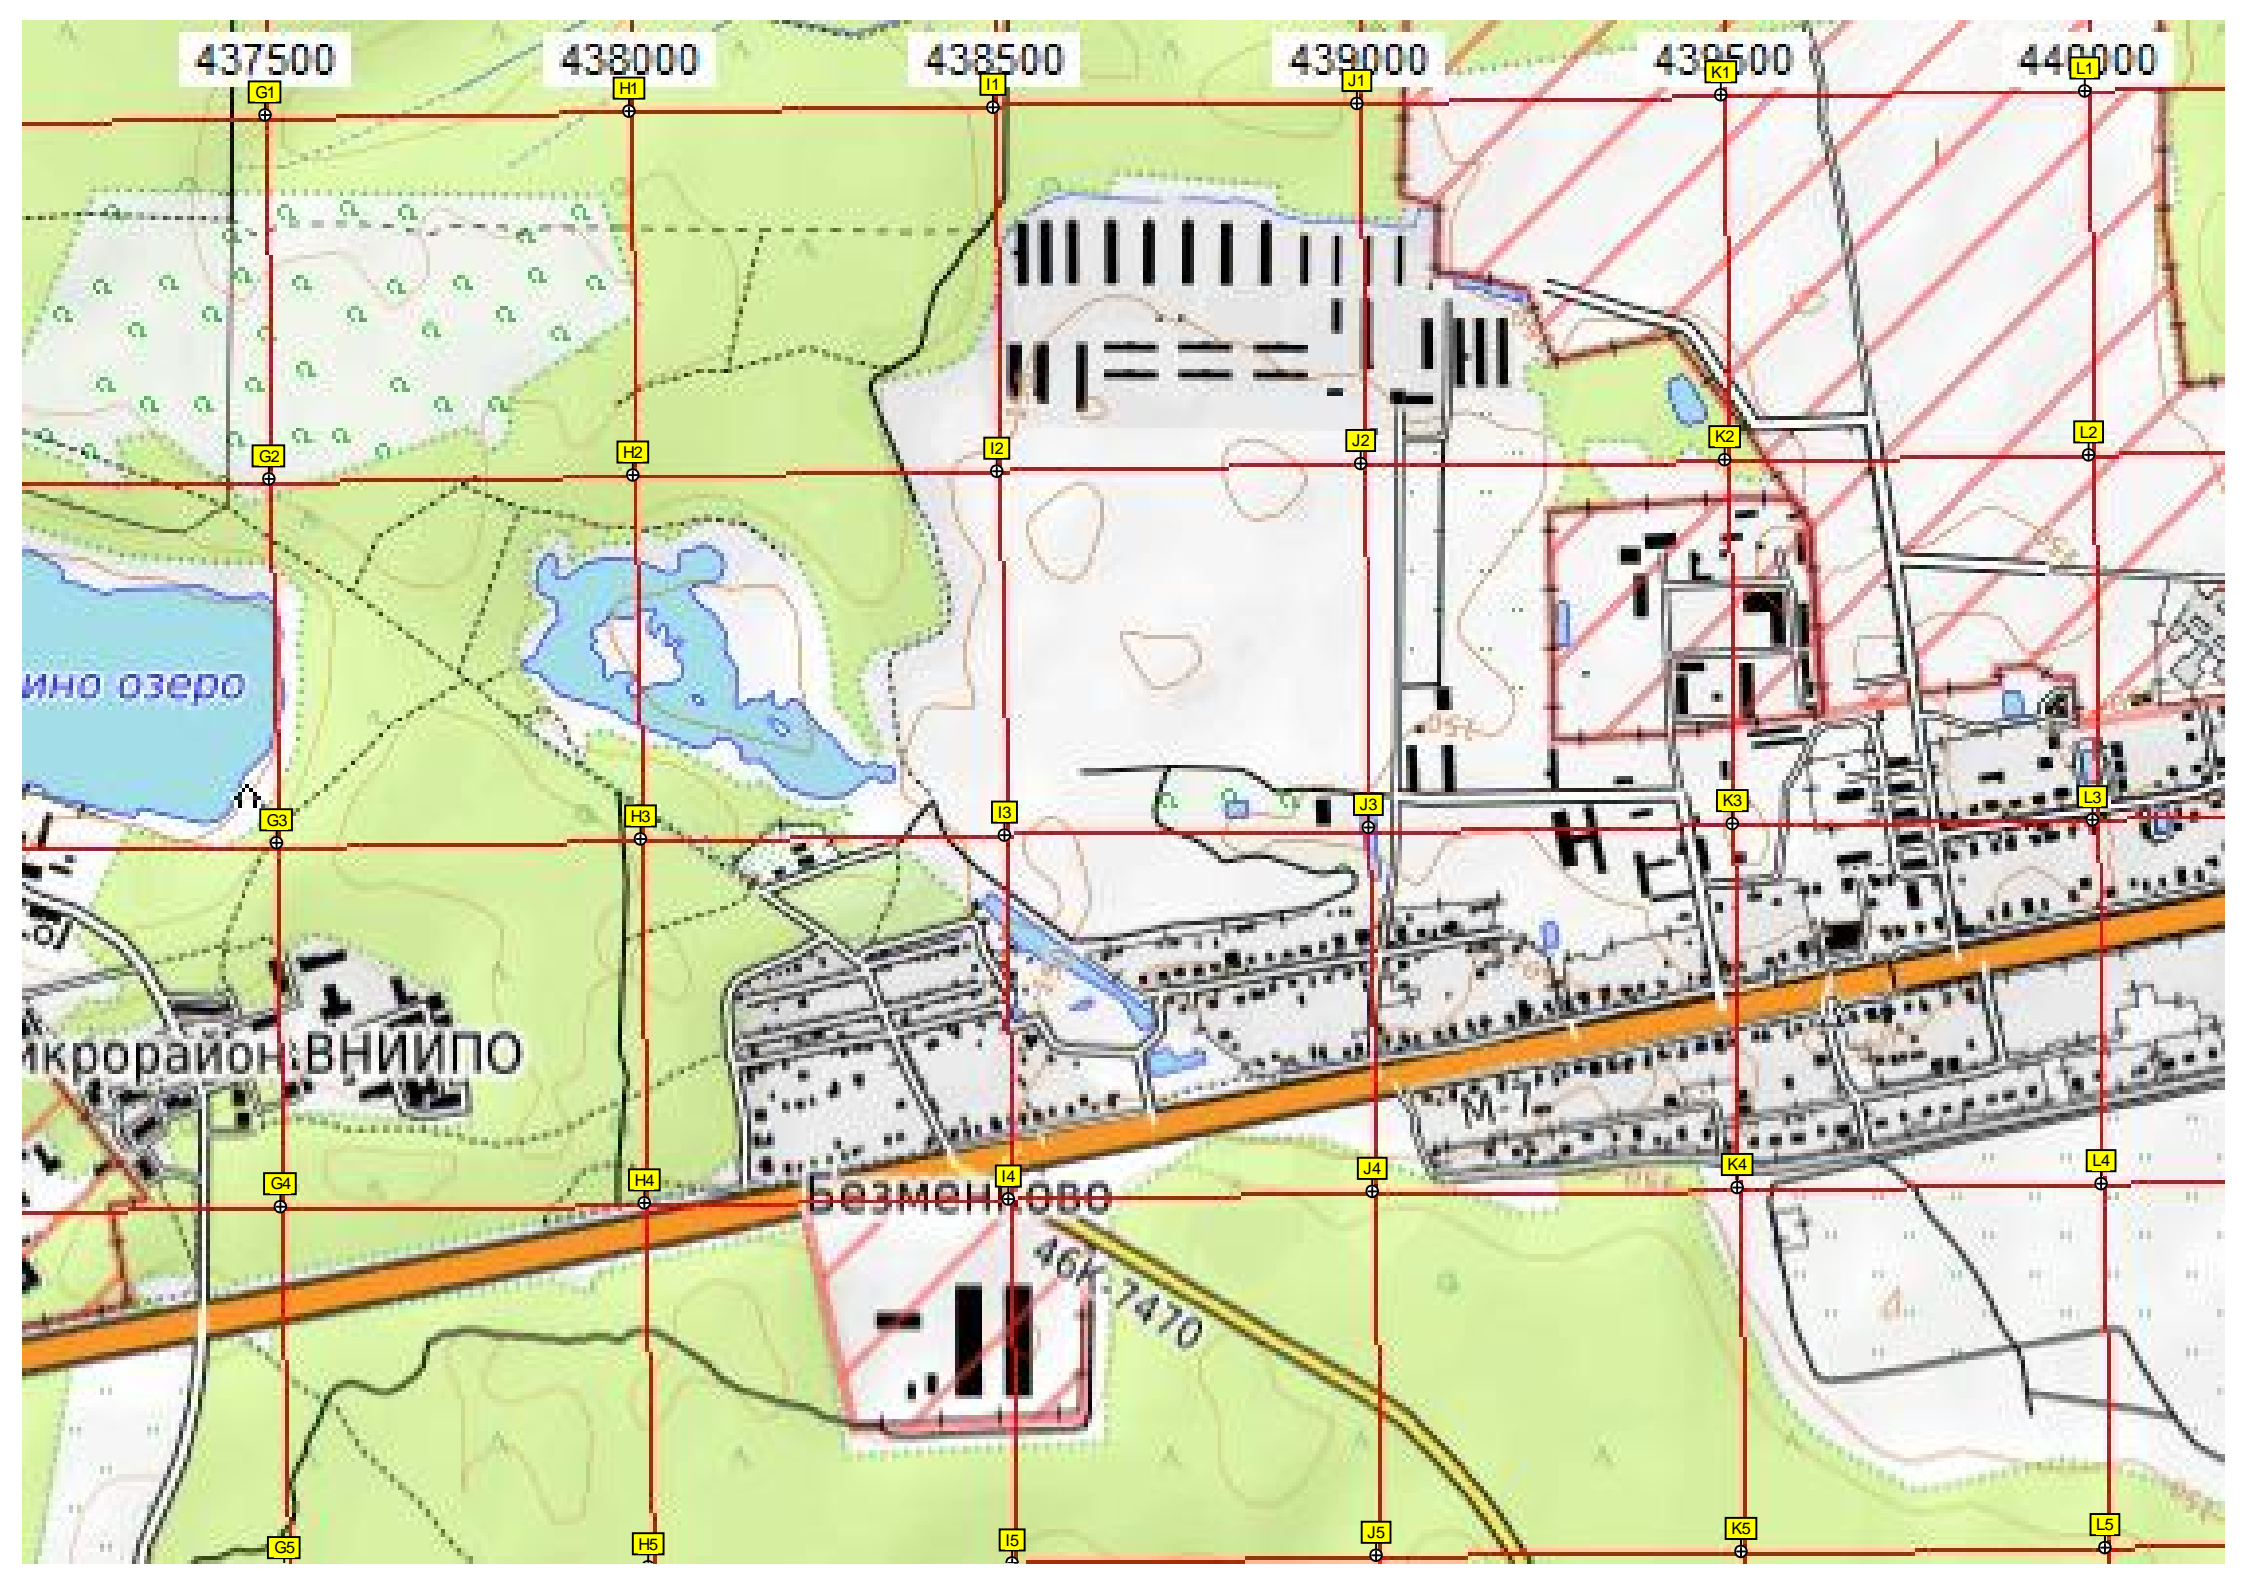 437500 438000 438500 439000 439500 440000
G1 H1 I1 J1 K1 L1
G2 H2 I2 J2 K2 L2
ино озеро
250
G3 H3 I3 J3 K3 L3
икрорайон ВНИИПО
М-7
G4 H4 I4 J4 K4 L4
Безменково
46К-7470
G5 H5 I5 J5 K5 L5